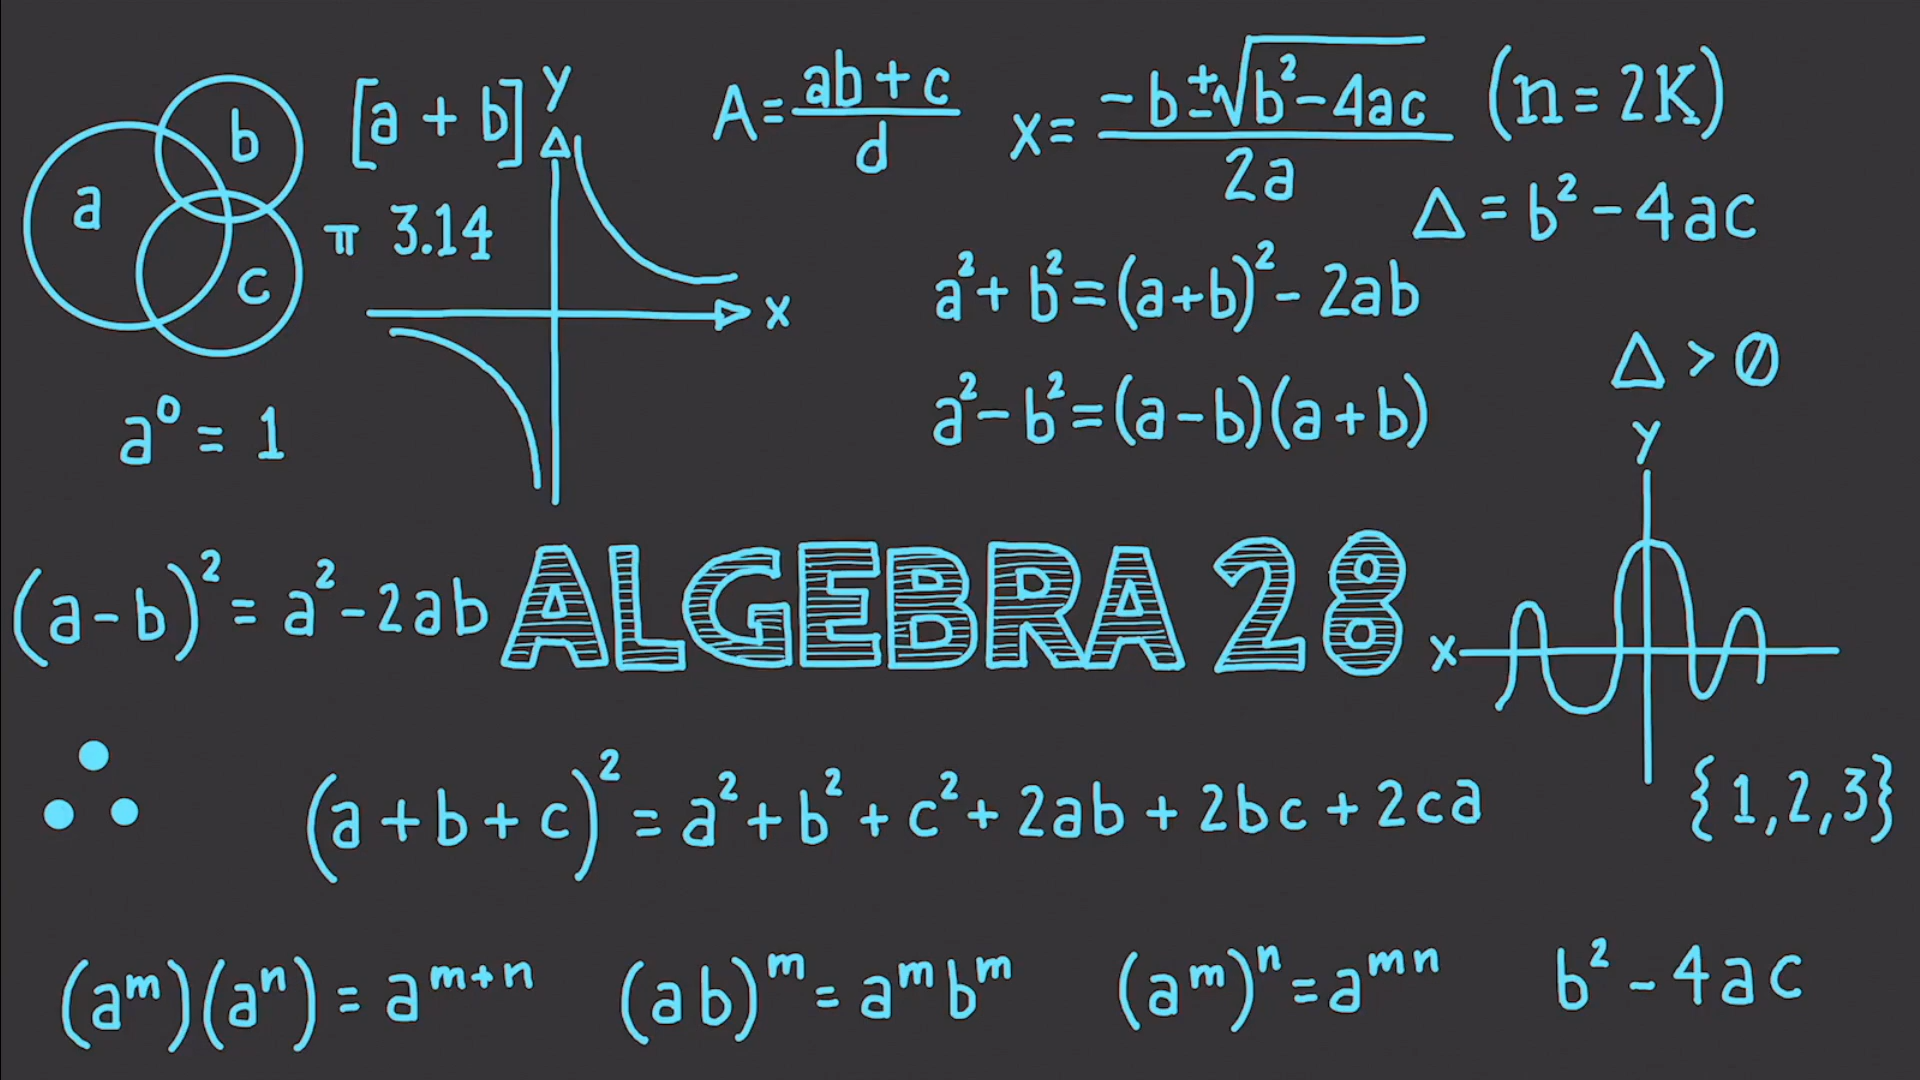 a
b
c
[a + b]
π 3.14
a⁰ = 1
y
x
A = (ab + c)/d
x = (-b ± √(b² - 4ac))/2a
(n = 2K)
Δ = b² - 4ac
a² + b² = (a+b)² - 2ab
a² - b² = (a-b)(a+b)
Δ > 0
y
x
(a-b)² = a² - 2ab
ALGEBRA 28
∴
(a + b + c)² = a² + b² + c² + 2ab + 2bc + 2ca
{1,2,3}
(aᵐ)(aⁿ) = aᵐ⁺ⁿ
(ab)ᵐ = aᵐbᵐ
(aᵐ)ⁿ = aᵐⁿ
b² - 4ac